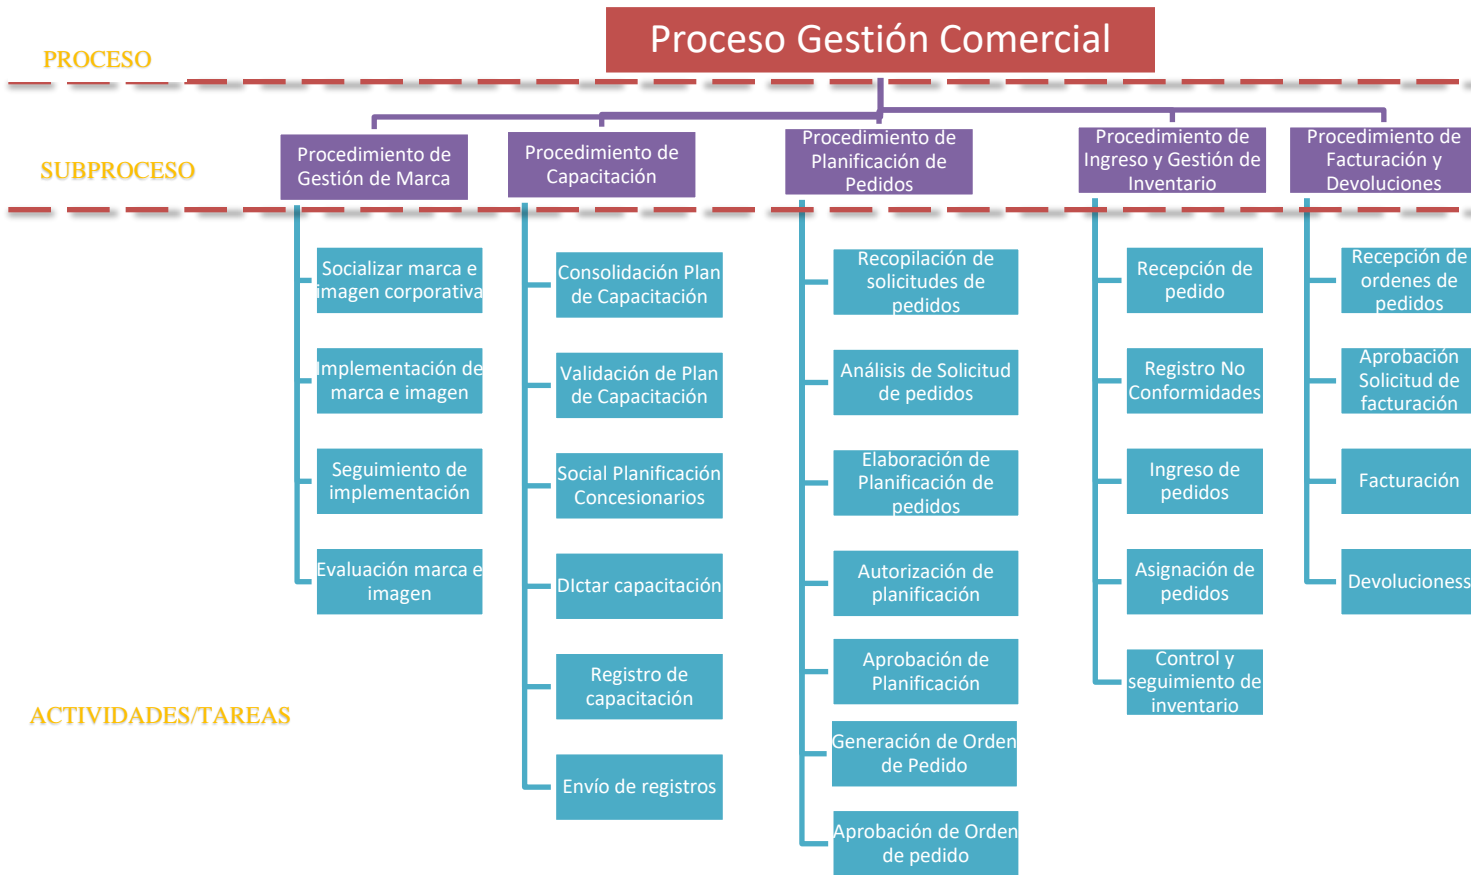 Proceso Gestión Comercial
PROCESO
SUBPROCESO
Procedimiento de
Gestión de Marca
Procedimiento de
Capacitación
Procedimiento de
Planificación de
Pedidos
Procedimiento de
Ingreso y Gestión de
Inventario
Procedimiento de
Facturación y
Devoluciones
ACTIVIDADES/TAREAS
Socializar marca e
imagen corporativa
Implementación de
marca e imagen
Seguimiento de
implementación
Evaluación marca e
imagen
Consolidación Plan
de Capacitación
Validación de Plan
de Capacitación
Social Planificación
Concesionarios
DIctar capacitación
Registro de
capacitación
Envío de registros
Recopilación de
solicitudes de
pedidos
Análisis de Solicitud
de pedidos
Elaboración de
Planificación de
pedidos
Autorización de
planificación
Aprobación de
Planificación
Generación de Orden
de Pedido
Aprobación de Orden
de pedido
Recepción de
pedido
Registro No
Conformidades
Ingreso de
pedidos
Asignación de
pedidos
Control y
seguimiento de
inventario
Recepción de
ordenes de
pedidos
Aprobación
Solicitud de
facturación
Facturación
Devolucioness